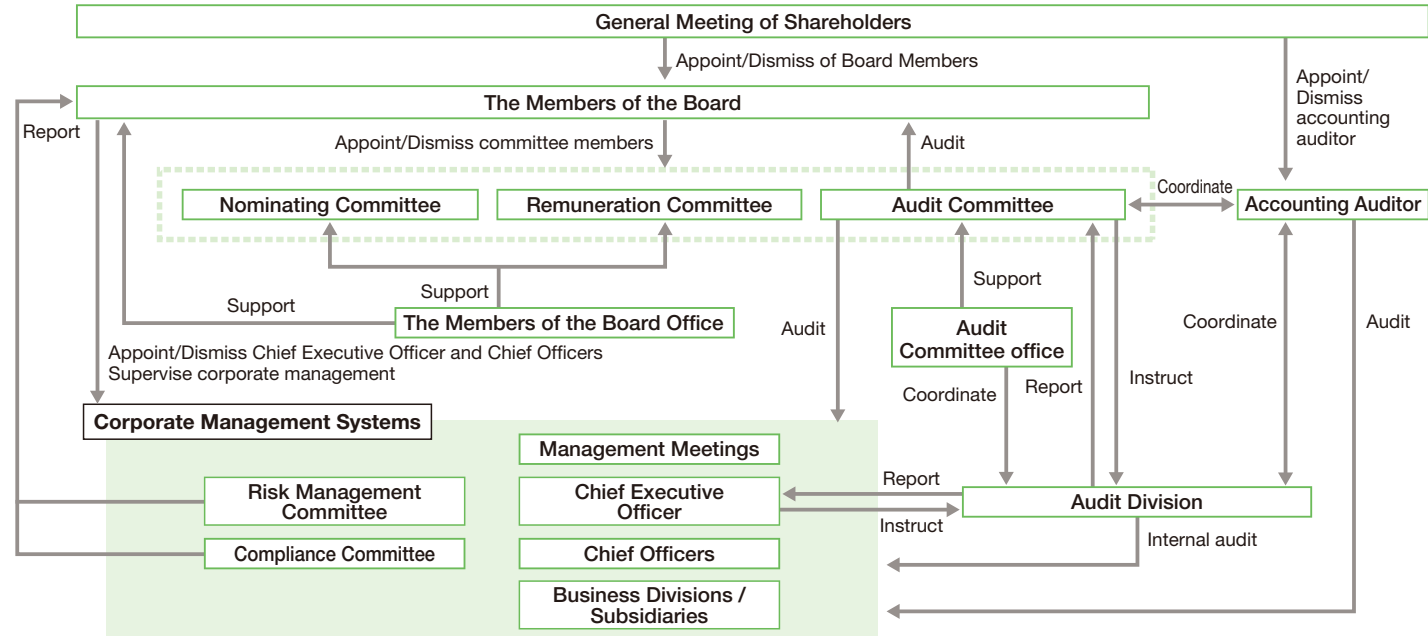 General Meeting of Shareholders
Appoint/Dismiss of Board Members
Appoint/
Dismiss
accounting
auditor
The Members of the Board
Report
Appoint/Dismiss committee members
Audit
Nominating Committee
Remuneration Committee
Audit Committee
Coordinate
Accounting Auditor
Support
Support
The Members of the Board Office
Audit
Support
Audit
Committee office
Coordinate
Audit
Appoint/Dismiss Chief Executive Officer and Chief Officers
Supervise corporate management
Coordinate
Report
Instruct
Corporate Management Systems
Management Meetings
Risk Management
Committee
Chief Executive
Officer
Report
Instruct
Audit Division
Compliance Committee
Chief Officers
Internal audit
Business Divisions /
Subsidiaries